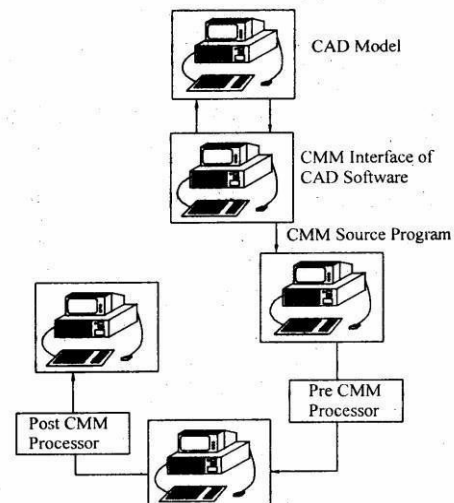 CAD Model
CMM Interface of
CAD Software
CMM Source Program
Pre CMM
Processor
Post CMM
Processor